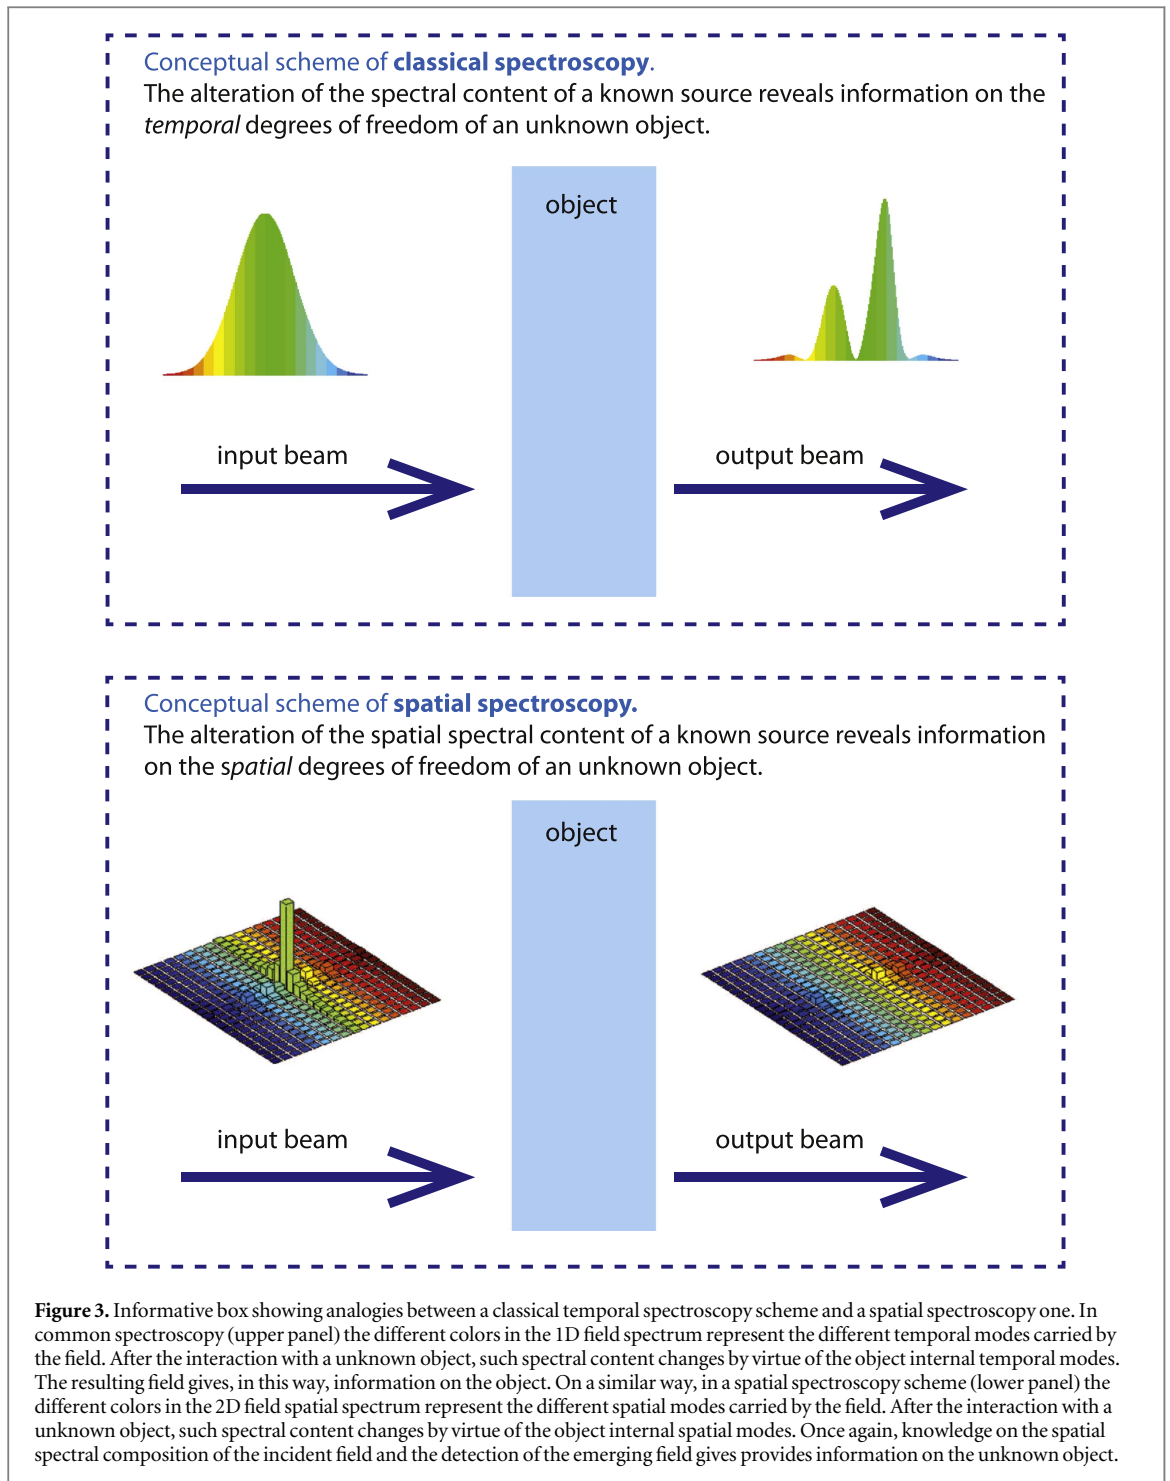 Conceptual scheme of classical spectroscopy.
The alteration of the spectral content of a known source reveals information on the
temporal degrees of freedom of an unknown object.
object
input beam
output beam
Conceptual scheme of spatial spectroscopy.
The alteration of the spatial spectral content of a known source reveals information
on the spatial degrees of freedom of an unknown object.
object
input beam
output beam
Figure 3. Informative box showing analogies between a classical temporal spectroscopy scheme and a spatial spectroscopy one. In
common spectroscopy (upper panel) the different colors in the 1D field spectrum represent the different temporal modes carried by
the field. After the interaction with a unknown object, such spectral content changes by virtue of the object internal temporal modes.
The resulting field gives, in this way, information on the object. On a similar way, in a spatial spectroscopy scheme (lower panel) the
different colors in the 2D field spatial spectrum represent the different spatial modes carried by the field. After the interaction with a
unknown object, such spectral content changes by virtue of the object internal spatial modes. Once again, knowledge on the spatial
spectral composition of the incident field and the detection of the emerging field gives provides information on the unknown object.